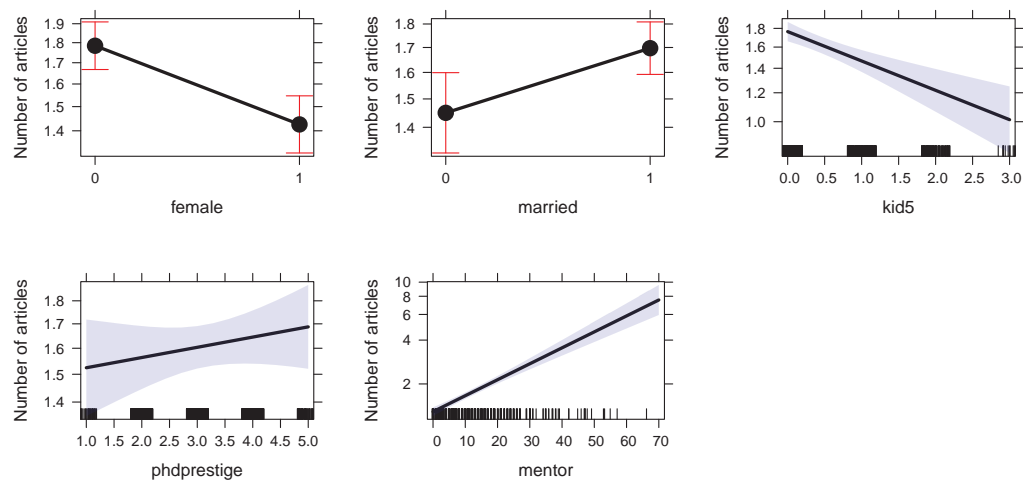 Number of articles
1.9
1.8
1.7
1.6
1.5
1.4
0 1
female
Number of articles
1.8
1.7
1.6
1.5
1.4
0 1
married
Number of articles
1.8
1.6
1.4
1.2
1.0
0.0 0.5 1.0 1.5 2.0 2.5 3.0
kid5
Number of articles
1.8
1.7
1.6
1.5
1.4
1.0 1.5 2.0 2.5 3.0 3.5 4.0 4.5 5.0
phdprestige
Number of articles
10
8
6
4
2
0 10 20 30 40 50 60 70
mentor